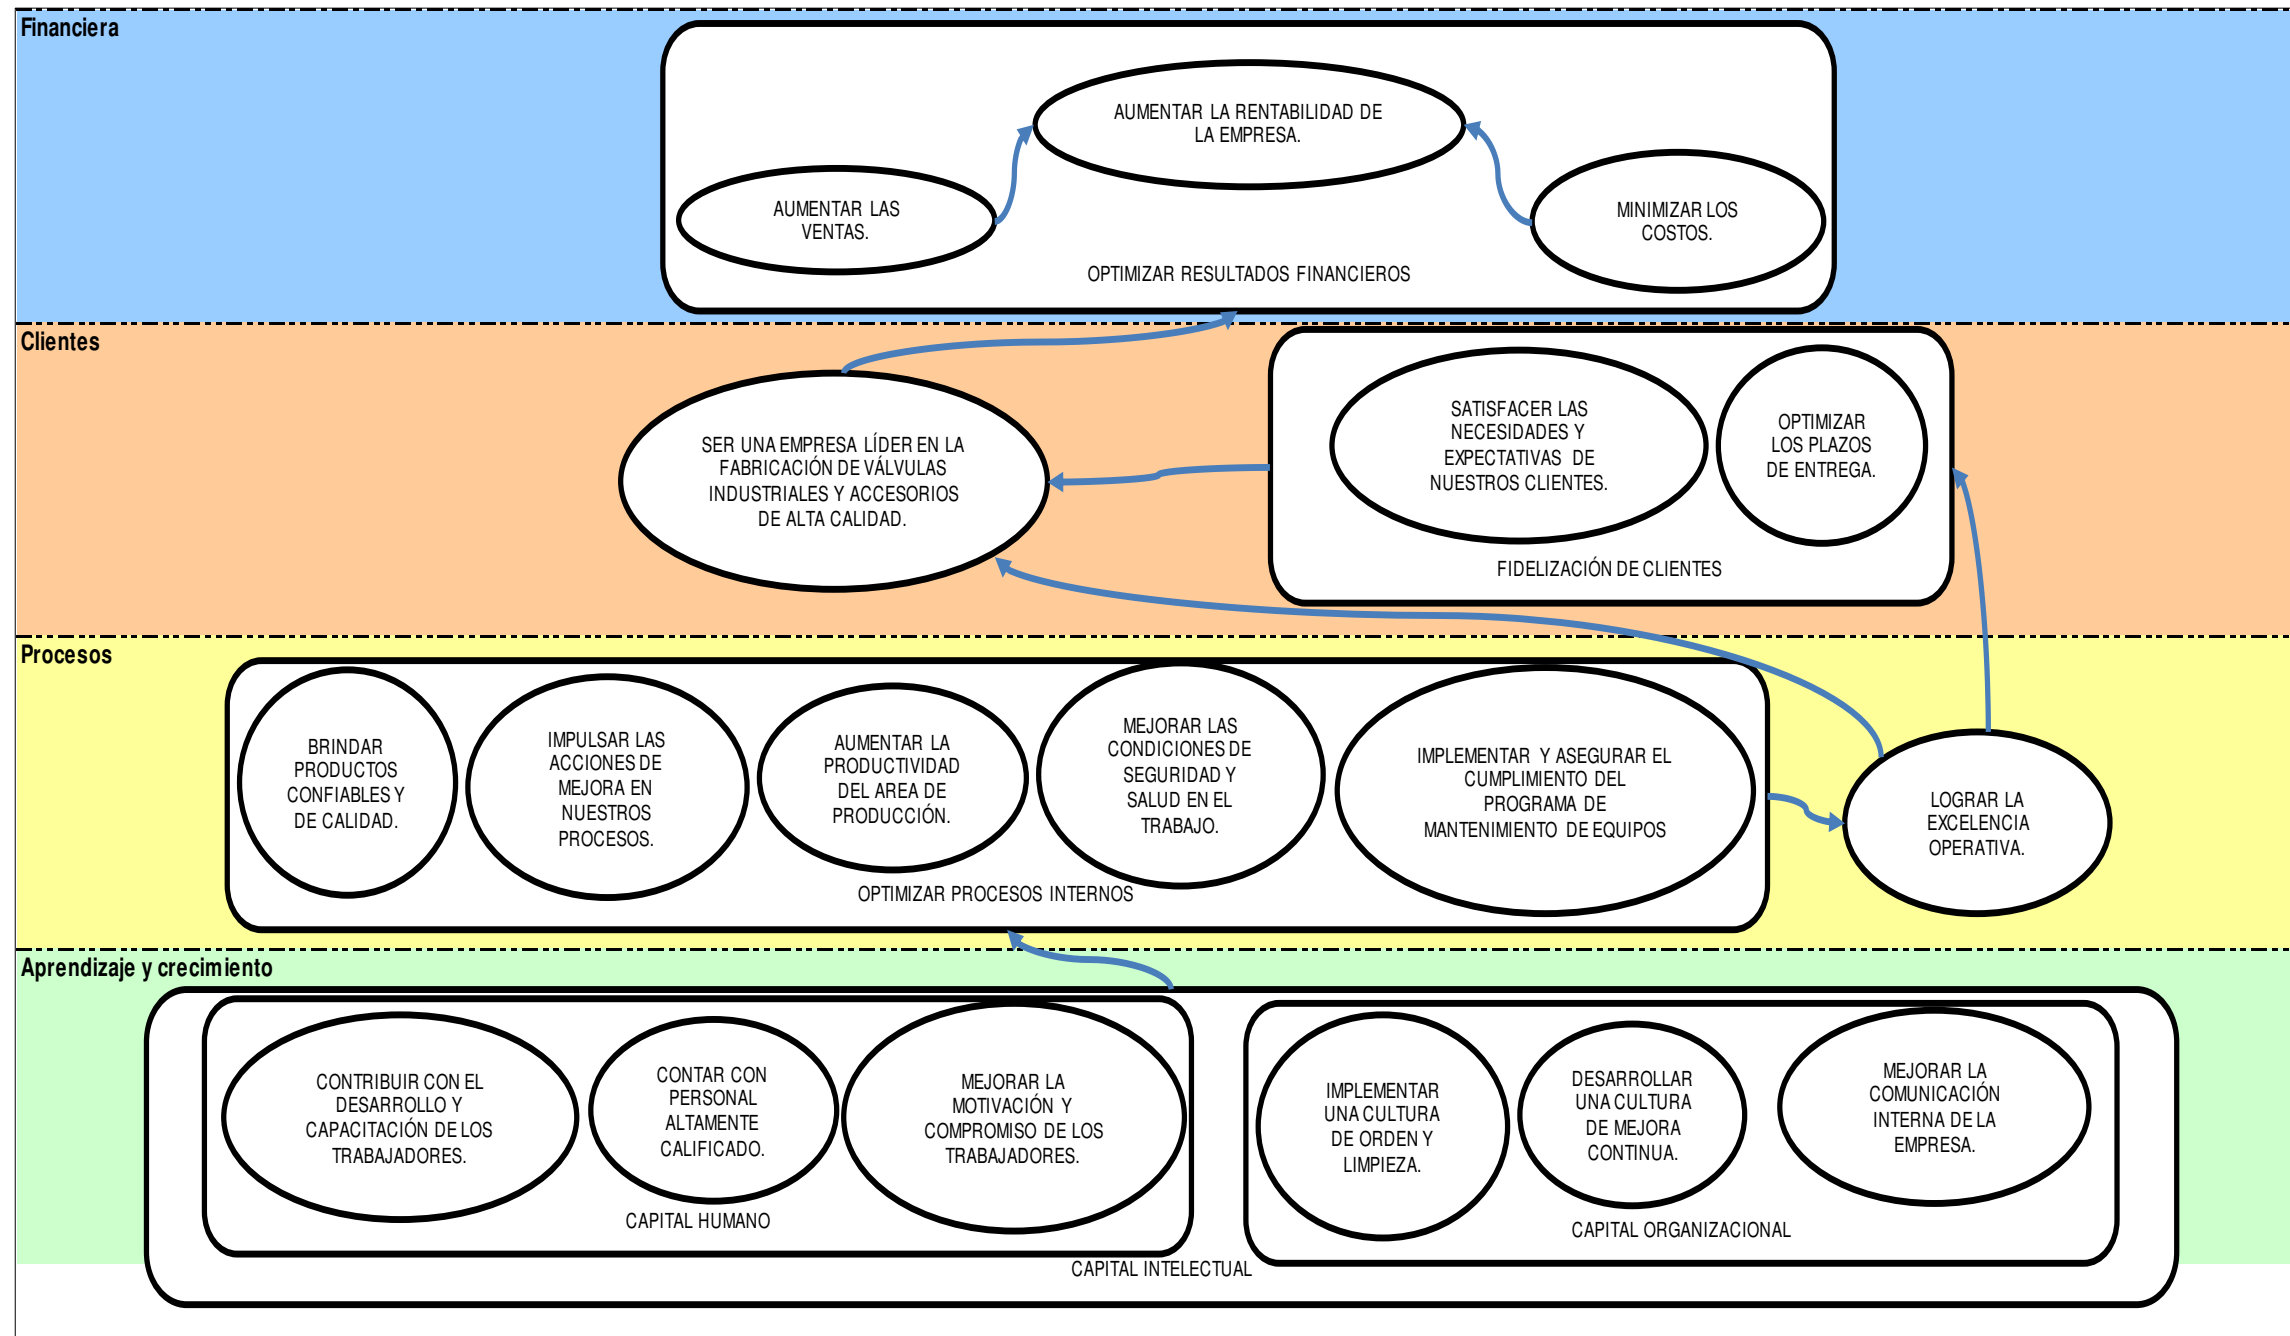 Financiera
AUMENTAR LA RENTABILIDAD DE
LA EMPRESA.
AUMENTAR LAS
VENTAS.
MINIMIZAR LOS
COSTOS.
OPTIMIZAR RESULTADOS FINANCIEROS
Clientes
SER UNA EMPRESA LÍDER EN LA
FABRICACIÓN DE VÁLVULAS
INDUSTRIALES Y ACCESORIOS
DE ALTA CALIDAD.
SATISFACER LAS
NECESIDADES Y
EXPECTATIVAS DE
NUESTROS CLIENTES.
OPTIMIZAR
LOS PLAZOS
DE ENTREGA.
FIDELIZACIÓN DE CLIENTES
Procesos
BRINDAR
PRODUCTOS
CONFIABLES Y
DE CALIDAD.
IMPULSAR LAS
ACCIONES DE
MEJORA EN
NUESTROS
PROCESOS.
AUMENTAR LA
PRODUCTIVIDAD
DEL AREA DE
PRODUCCIÓN.
MEJORAR LAS
CONDICIONES DE
SEGURIDAD Y
SALUD EN EL
TRABAJO.
IMPLEMENTAR Y ASEGURAR EL
CUMPLIMIENTO DEL
PROGRAMA DE
MANTENIMIENTO DE EQUIPOS
LOGRAR LA
EXCELENCIA
OPERATIVA.
OPTIMIZAR PROCESOS INTERNOS
Aprendizaje y crecimiento
CONTRIBUIR CON EL
DESARROLLO Y
CAPACITACIÓN DE LOS
TRABAJADORES.
CONTAR CON
PERSONAL
ALTAMENTE
CALIFICADO.
MEJORAR LA
MOTIVACIÓN Y
COMPROMISO DE LOS
TRABAJADORES.
CAPITAL HUMANO
IMPLEMENTAR
UNA CULTURA
DE ORDEN Y
LIMPIEZA.
DESARROLLAR
UNA CULTURA
DE MEJORA
CONTINUA.
MEJORAR LA
COMUNICACIÓN
INTERNA DE LA
EMPRESA.
CAPITAL ORGANIZACIONAL
CAPITAL INTELECTUAL